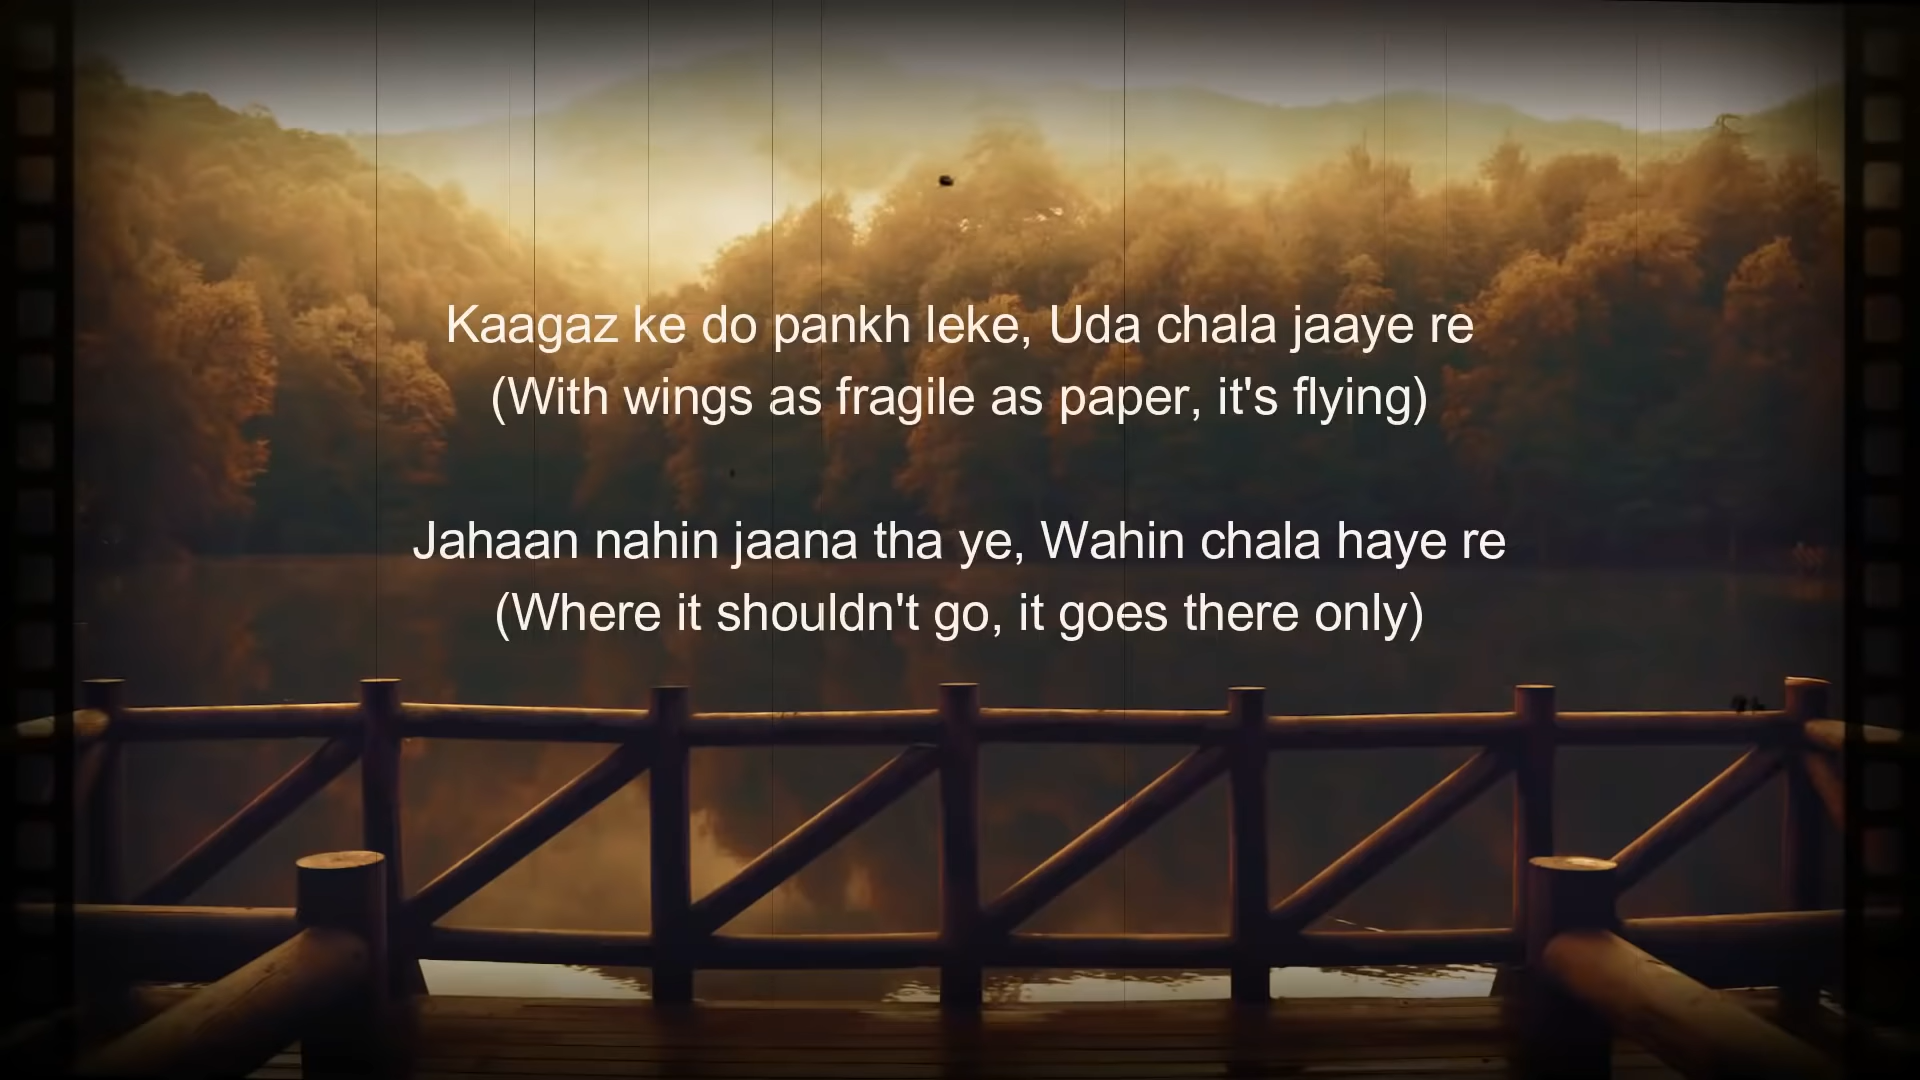 Kaagaz ke do pankh leke, Uda chala jaaye re
(With wings as fragile as paper, it's flying)
Jahaan nahin jaana tha ye, Wahin chala haye re
(Where it shouldn't go, it goes there only)